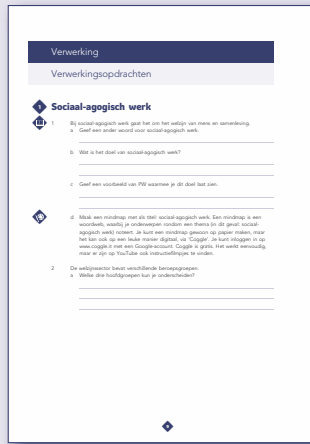 Verwerking
Verwerkingsopdrachten
1 Sociaal-agogisch werk
1 Bij sociaal-agogisch werk gaat het om het welzijn van mens en samenleving.
a Geef een ander woord voor sociaal-agogisch werk.
b Wat is het doel van sociaal-agogisch werk?
c Geef een voorbeeld van PW waarmee je dit doel laat zien.
d Maak een mindmap met als titel: sociaal-agogisch werk. Een mindmap is een
woordweb, waarbij je onderwerpen rondom een thema (in dit geval: sociaal-
agogisch werk) noteert. Je kunt een mindmap gewoon op papier maken, maar
het kan ook op een leuke manier digitaal, via 'Coggle'. Je kunt inloggen in op
www.coggle.it met een Google-account. Coggle is gratis. Het werkt eenvoudig,
maar er zijn op YouTube ook instructiefilmpjes te vinden.
2 De welzijnssector bevat verschillende beroepsgroepen.
a Welke drie hoofdgroepen kun je onderscheiden?